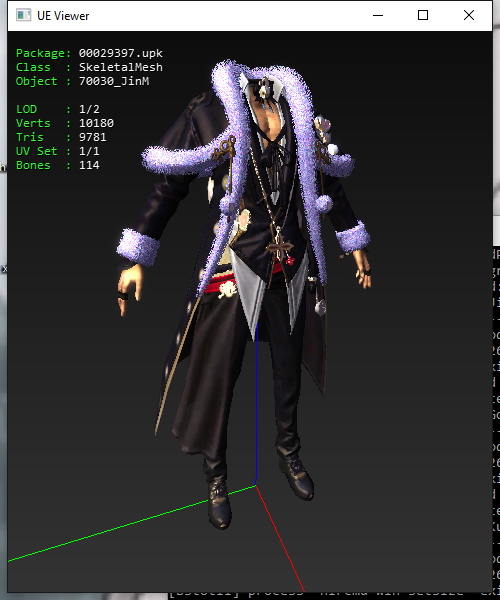 UE Viewer
Package: 00029397.upk
Class : SkeletalMesh
Object : 70030_JinM
LOD : 1/2
Verts : 10180
Tris : 9781
UV Set : 1/1
Bones : 114